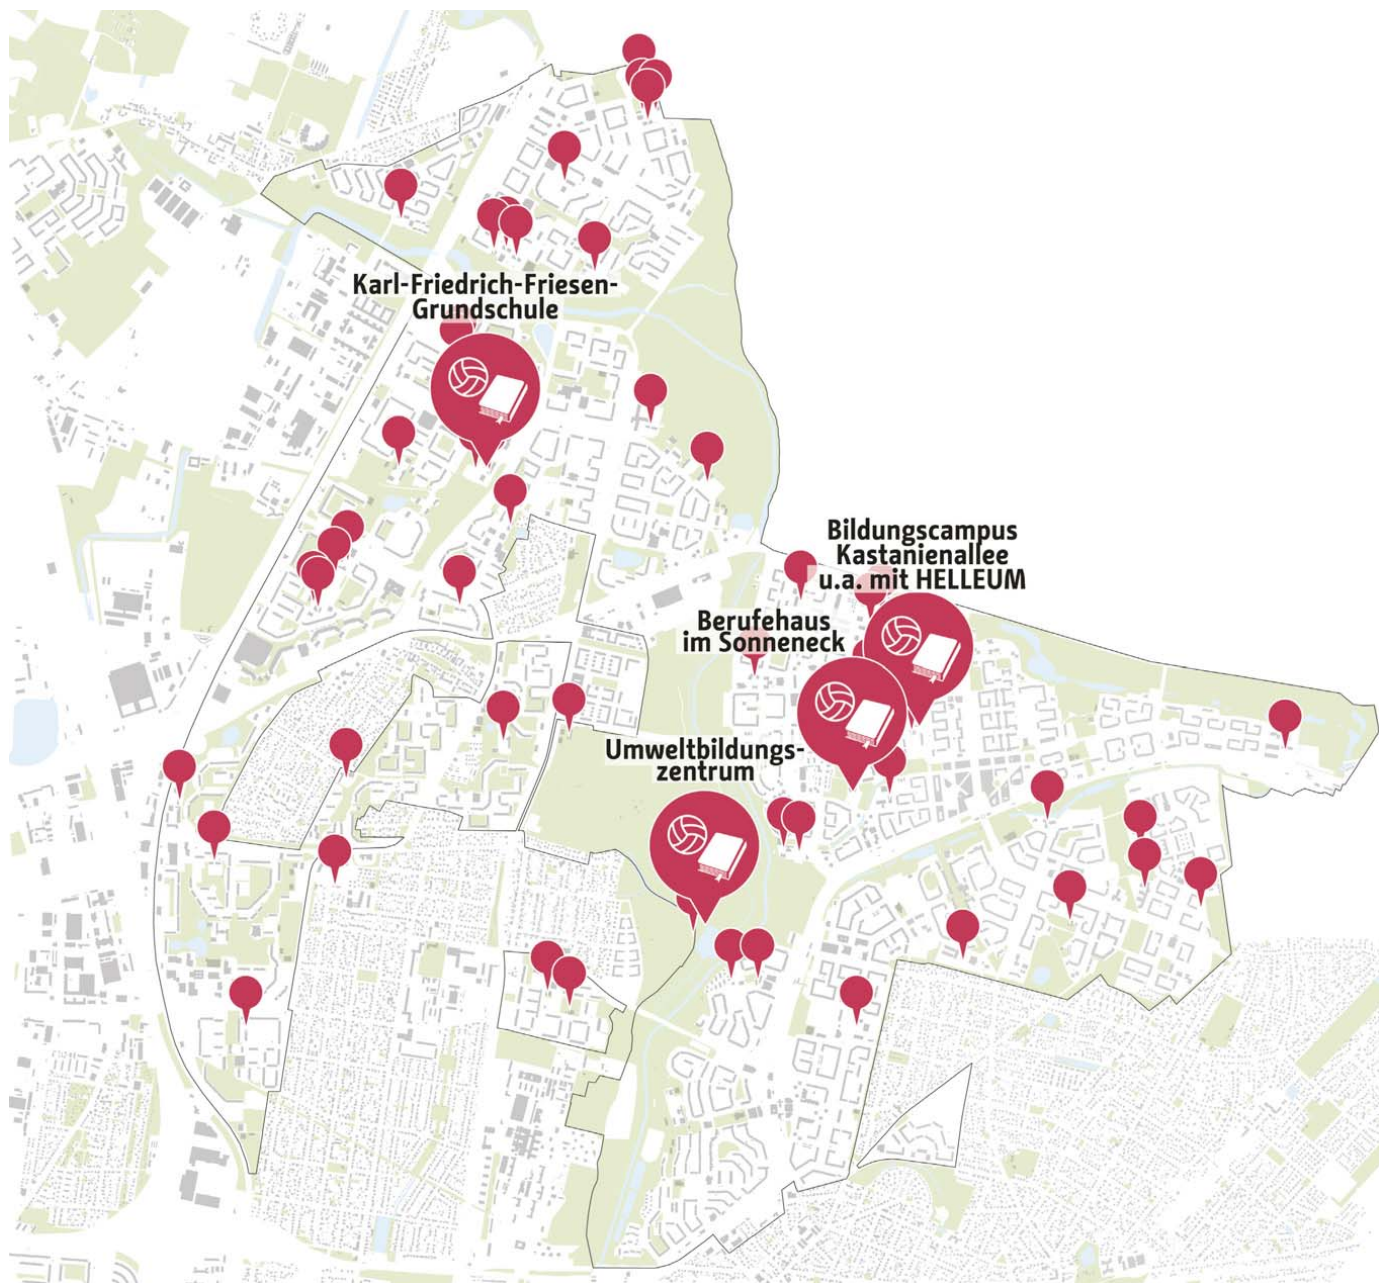 Karl-Friedrich-Friesen-
Grundschule
Bildungscampus
Kastanienallee
u.a. mit HELLEUM
Berufehaus
im Sonneneck
Umweltbildungs-
zentrum